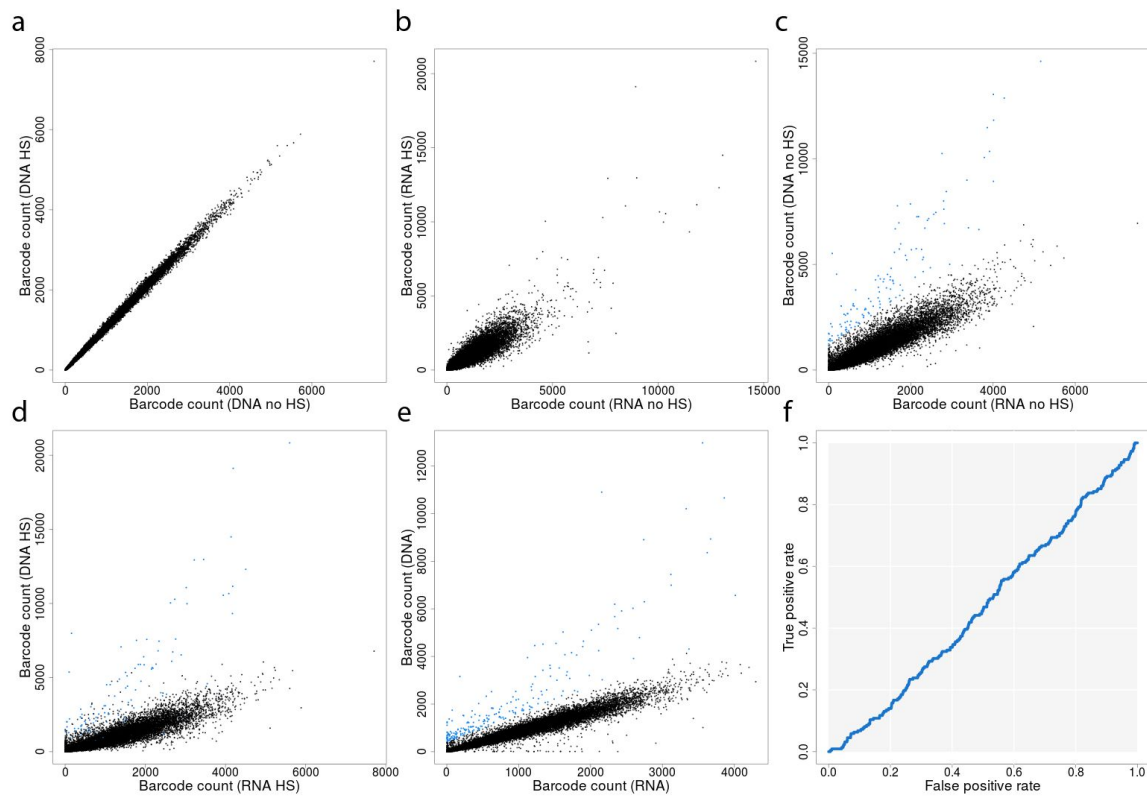 a
8000
6000
4000
2000
0
Barcode count (DNA HS)
0 2000 4000 6000
Barcode count (DNA no HS)
b
20000
15000
10000
5000
0
Barcode count (RNA HS)
0 5000 10000 15000
Barcode count (RNA no HS)
c
15000
10000
5000
0
Barcode count (DNA no HS)
0 2000 4000 6000
Barcode count (RNA no HS)
d
20000
15000
10000
5000
0
Barcode count (DNA HS)
0 2000 4000 6000 8000
Barcode count (RNA HS)
e
12000
10000
8000
6000
4000
2000
0
Barcode count (DNA)
0 1000 2000 3000 4000
Barcode count (RNA)
f
1.0
0.8
0.6
0.4
0.2
0.0
True positive rate
0.0 0.2 0.4 0.6 0.8 1.0
False positive rate